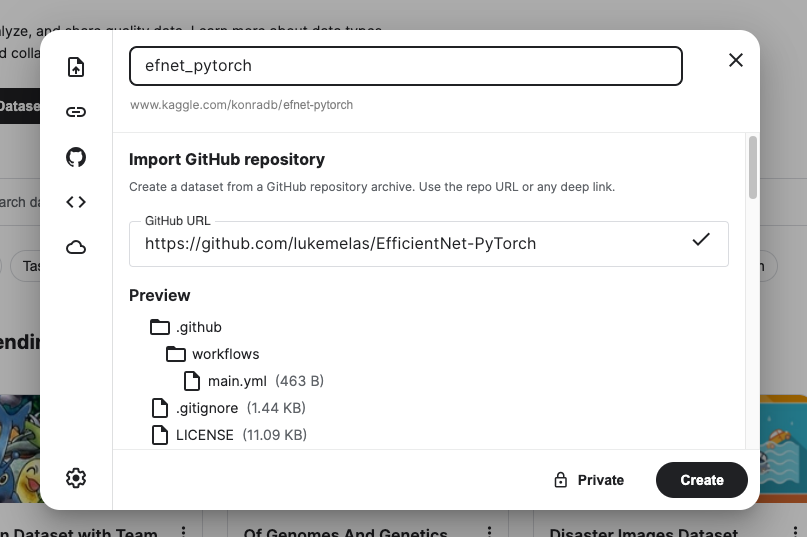 alyze, and share quality data. Learn more about data types
d colla
efnet_pytorch
www.kaggle.com/konradb/efnet-pytorch
Datase
Import GitHub repository
Create a dataset from a GitHub repository archive. Use the repo URL or any deep link.
arch da
GitHub URL
https://github.com/lukemelas/EfficientNet-PyTorch
Tas
n
Preview
.github
endin
workflows
main.yml (463 B)
.gitignore (1.44 KB)
LICENSE (11.09 KB)
Private
Create
n Dataset with Team
Of Genomes And Genetics
Disaster Images Dataset